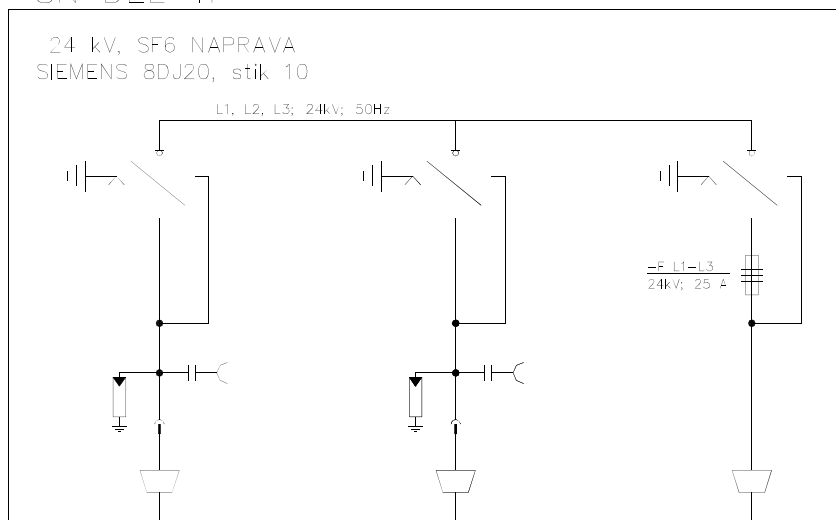 24 kV, SF6 NAPRAVA
SIEMENS 8DJ20, stik 10
L1, L2, L3; 24kV; 50Hz
-F L1-L3
24kV; 25 A